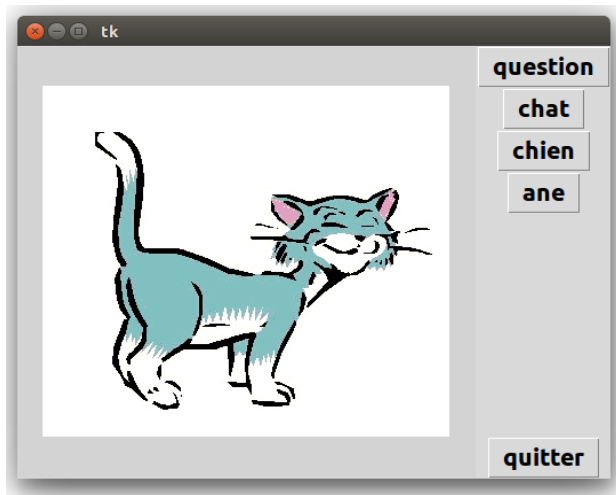 tk
question
chat
chien
ane
quitter